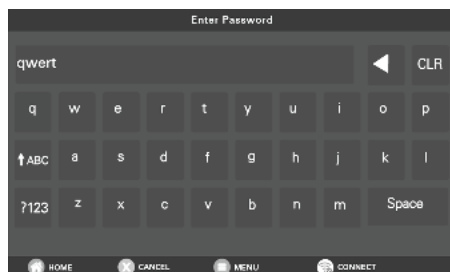 Enter Password
qwert CLR
q w e r t y u i o p
ABC a s d f g h j k l
?123 z x c v b n m Space
HOME X CANCEL MENU CONNECT